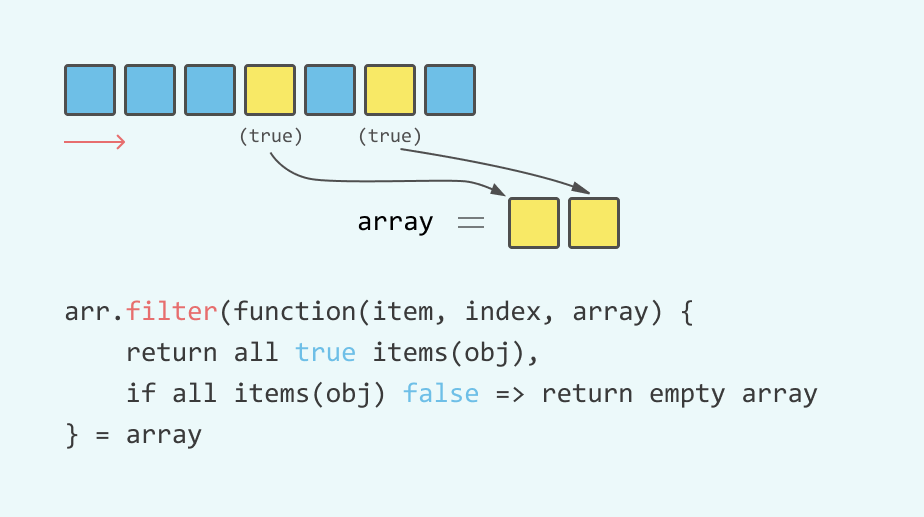 (true) (true)
array =
arr.filter(function(item, index, array) {
return all true items(obj),
if all items(obj) false => return empty array
} = array